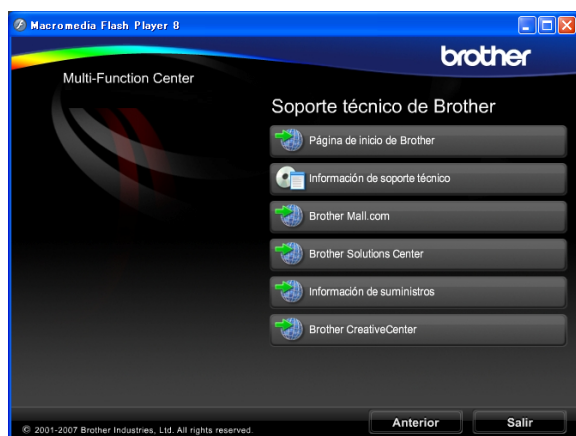 Macromedia Flash Player 8
brother
Multi-Function Center
Soporte técnico de Brother
Página de inicio de Brother
Información de soporte técnico
Brother Mall.com
Brother Solutions Center
Información de suministros
Brother CreativeCenter
Anterior
Salir
© 2001-2007 Brother Industries, Ltd. All rights reserved.